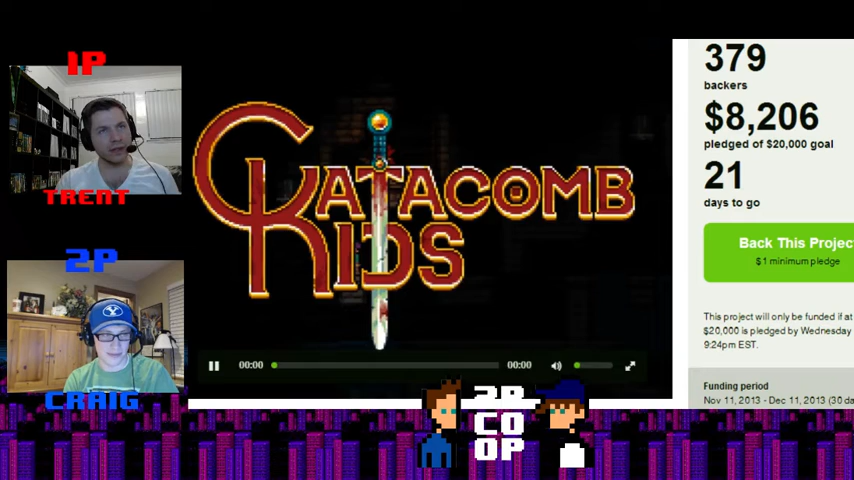 1P
TRENT
2P
CRAIG
CATACOMB
KIDS
00:00
00:00
379
backers
$8,206
pledged of $20,000 goal
21
days to go
Back This Projec
$1 minimum pledge
This project will only be funded if at
$20,000 is pledged by Wednesday
9:24pm EST.
Funding period
Nov 11, 2013 - Dec 11, 2013 (30 da
2P
CO
OP